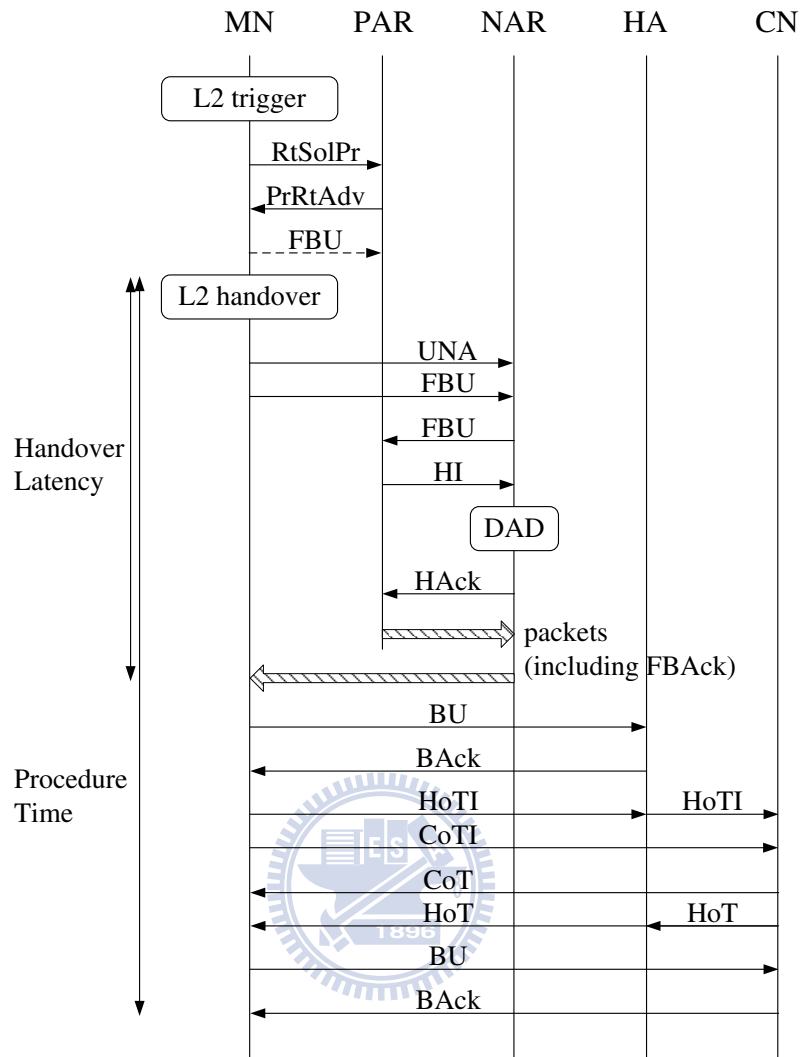 MN PAR NAR HA CN
L2 trigger
RtSolPr
PrRtAdv
FBU
L2 handover
UNA
FBU
FBU
HI
Handover
Latency
DAD
HAck
packets
(including FBAck)
BU
BAck
Procedure
Time
HoTI HoTI
CoTI
CoT
HoT HoT
BU
BAck
E S
1896